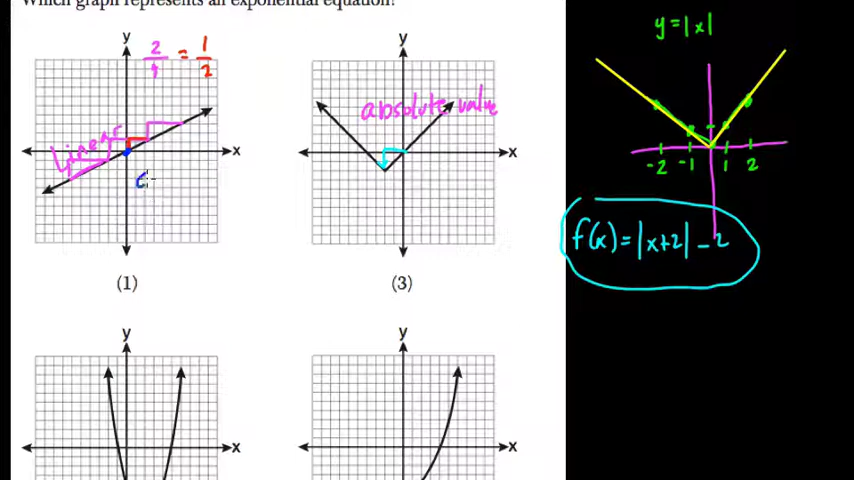 Which graph represents an exponential equation?
y
2/4 = 1/2
Linear
x
(1)
y
absolute value
x
(3)
y
x
y
x
y=|x|
-2 -1 1 2
f(x)=|x+2|-2